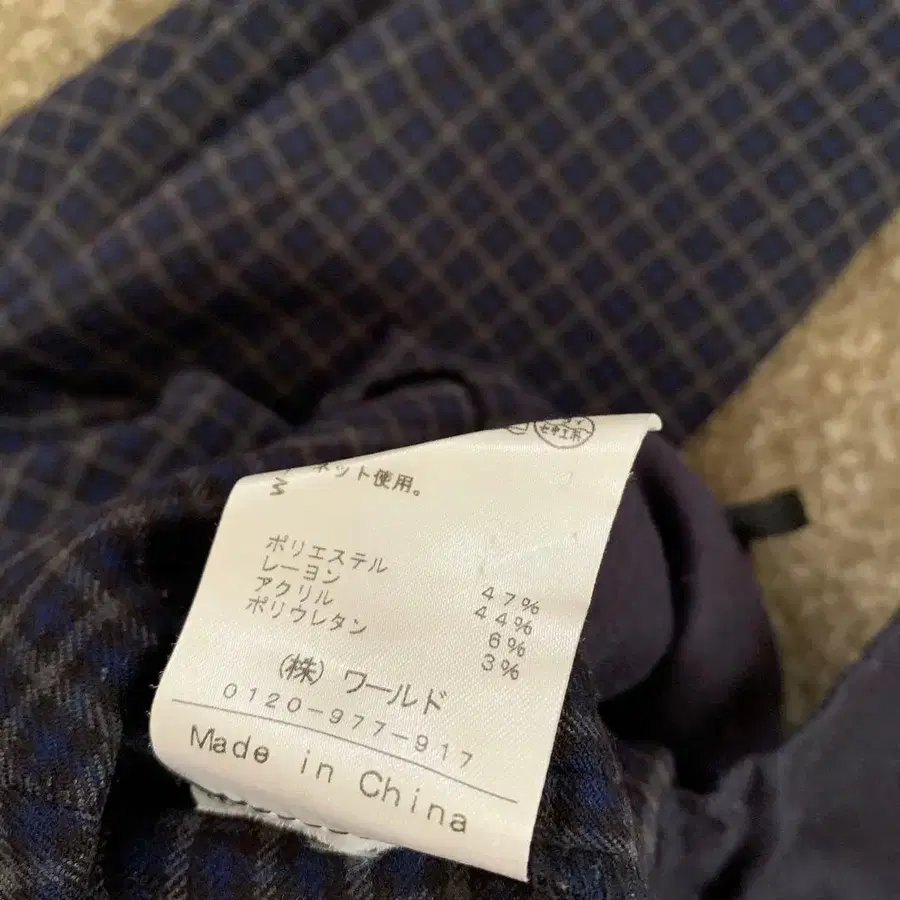 ネット使用。
ポリエステル 47%
レーヨン 44%
アクリル 6%
ポリウレタン 3%
(株) ワールド
0120-977-917
Made in China